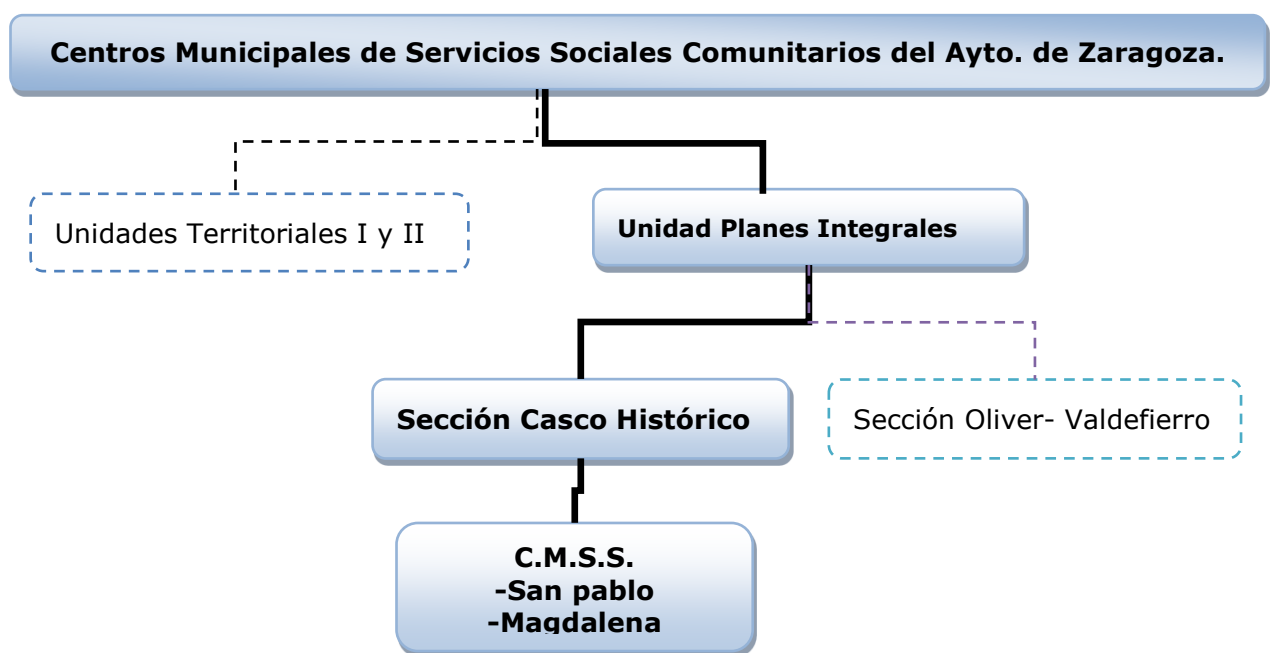 Centros Municipales de Servicios Sociales Comunitarios del Ayto. de Zaragoza.
Unidades Territoriales I y II
Unidad Planes Integrales
Sección Casco Histórico
Sección Oliver- Valdefierro
C.M.S.S.
-San pablo
-Magdalena